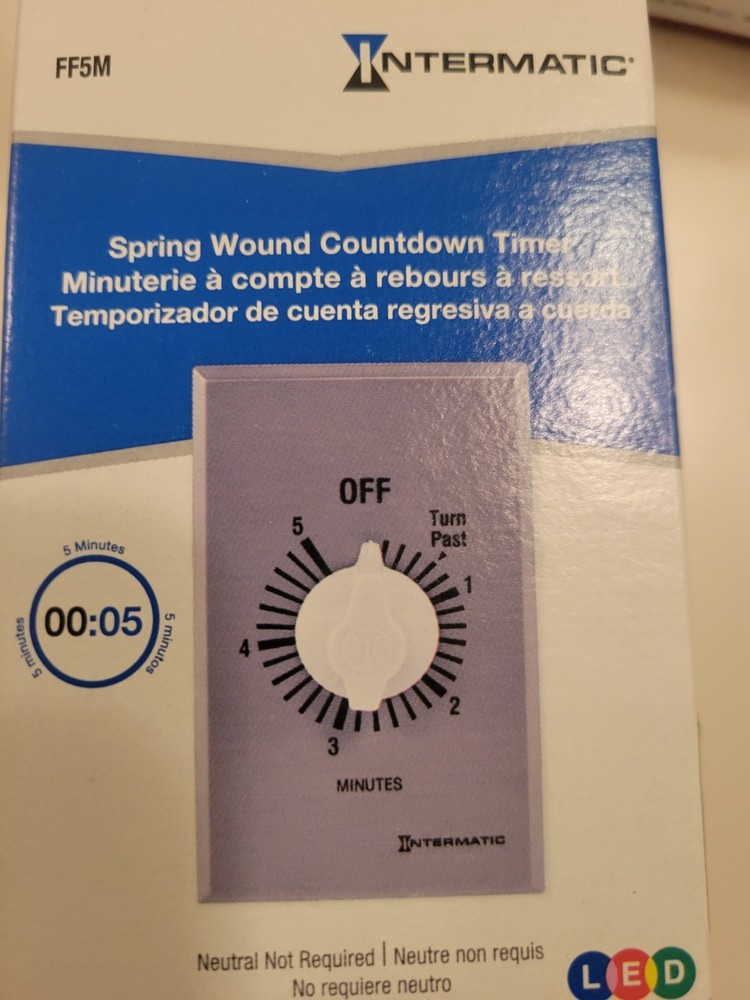 FF5M
INTERMATIC®
Spring Wound Countdown Timer
Minuterie à compte à rebours à ressort
Temporizador de cuenta regresiva a cuerda
OFF
Turn
Past
5
1
4
2
3
MINUTES
INTERMATIC
5 Minutes
00:05
5 minutos
5 minutes
Neutral Not Required | Neutre non requis
No requiere neutro
LED